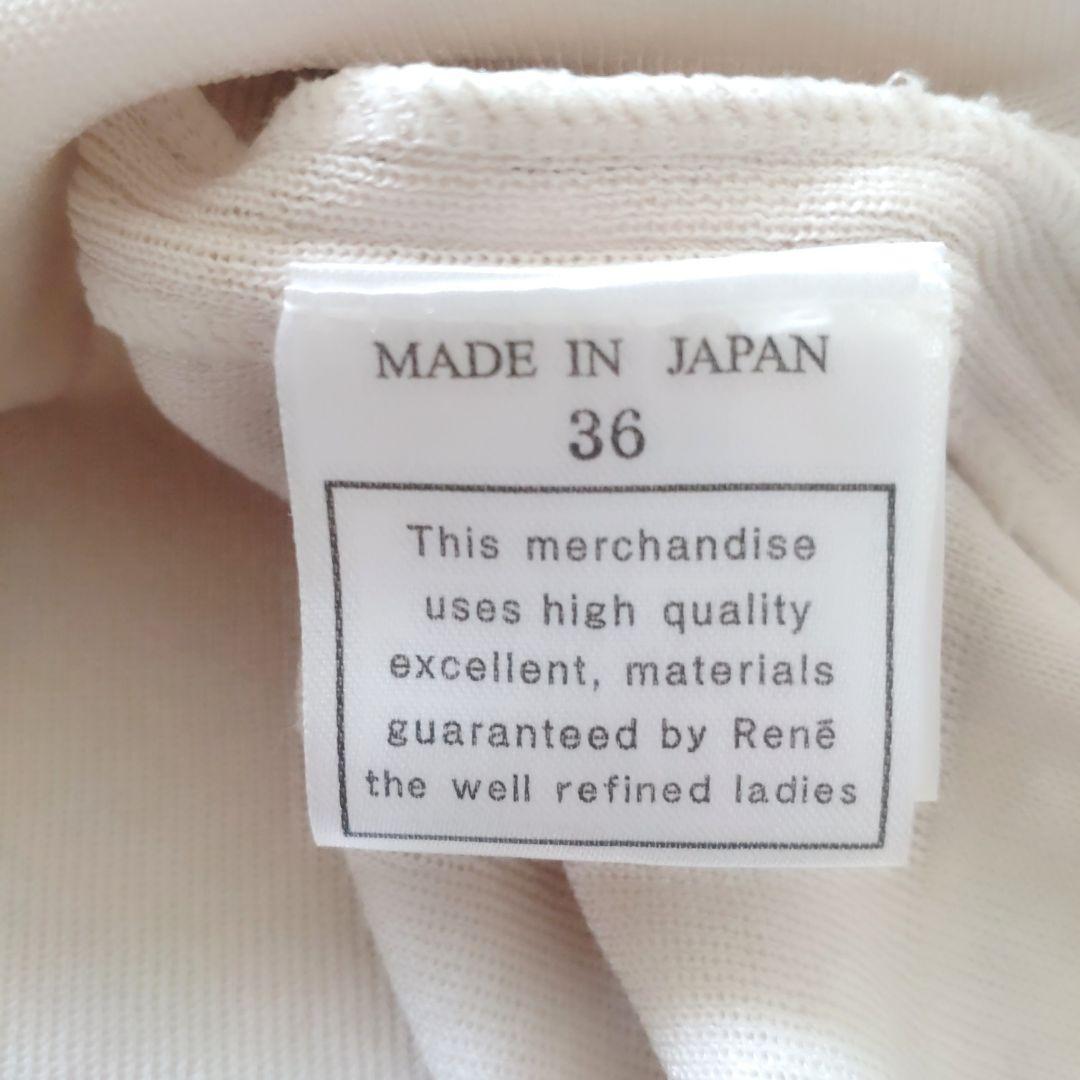 MADE IN JAPAN
36
This merchandise
uses high quality
excellent, materials
guaranteed by Renē
the well refined ladies